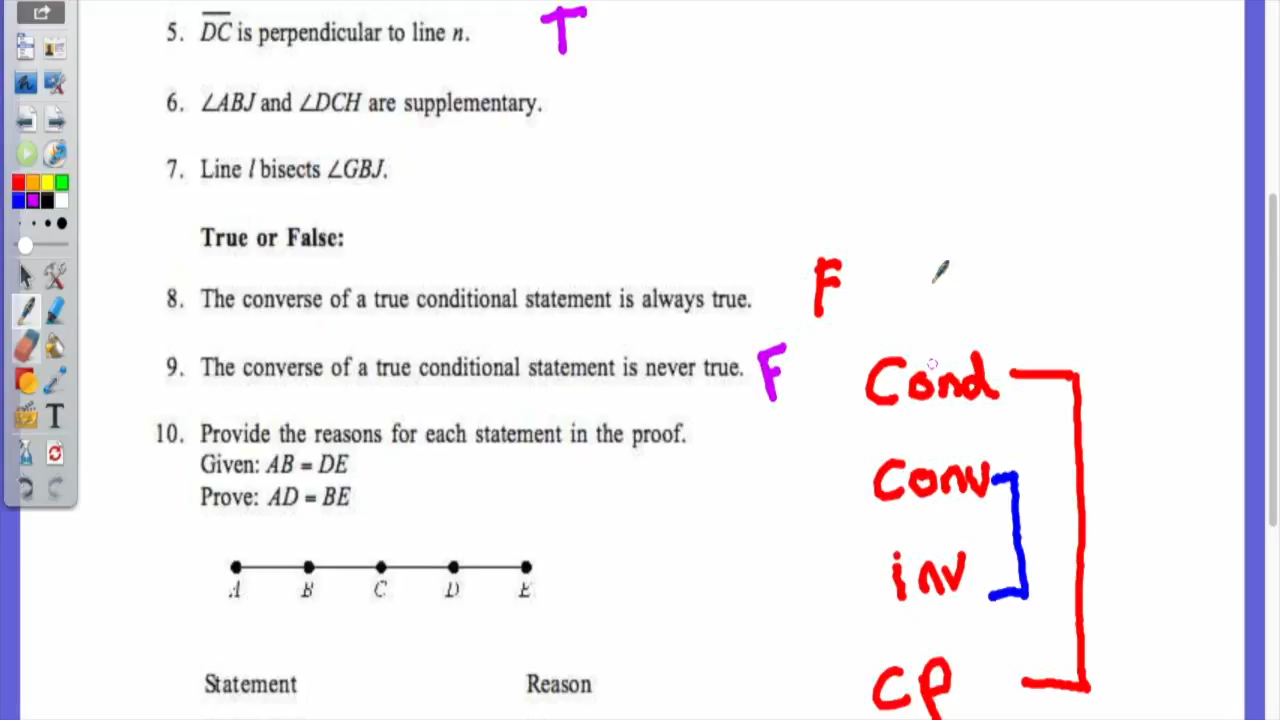 5. DC is perpendicular to line n. T
6. ∠ABJ and ∠DCH are supplementary.
7. Line l bisects ∠GBJ.
True or False:
8. The converse of a true conditional statement is always true. F
9. The converse of a true conditional statement is never true. F
Cond
10. Provide the reasons for each statement in the proof.
Given: AB = DE
Prove: AD = BE
Conv
inv
A B C D E
Statement Reason
CP
T